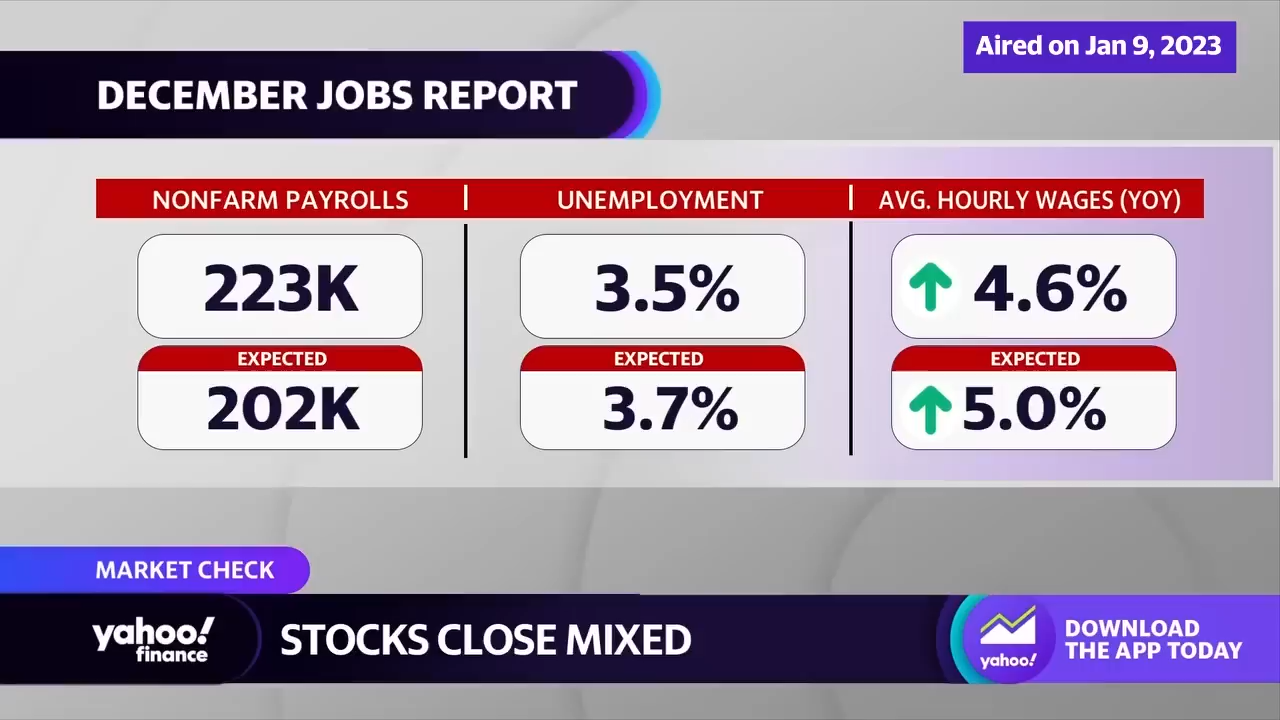 Aired on Jan 9, 2023
DECEMBER JOBS REPORT
NONFARM PAYROLLS
UNEMPLOYMENT
AVG. HOURLY WAGES (YOY)
223K
3.5%
4.6%
EXPECTED
EXPECTED
EXPECTED
202K
3.7%
5.0%
MARKET CHECK
yahoo!
finance
STOCKS CLOSE MIXED
yahoo!
DOWNLOAD
THE APP TODAY